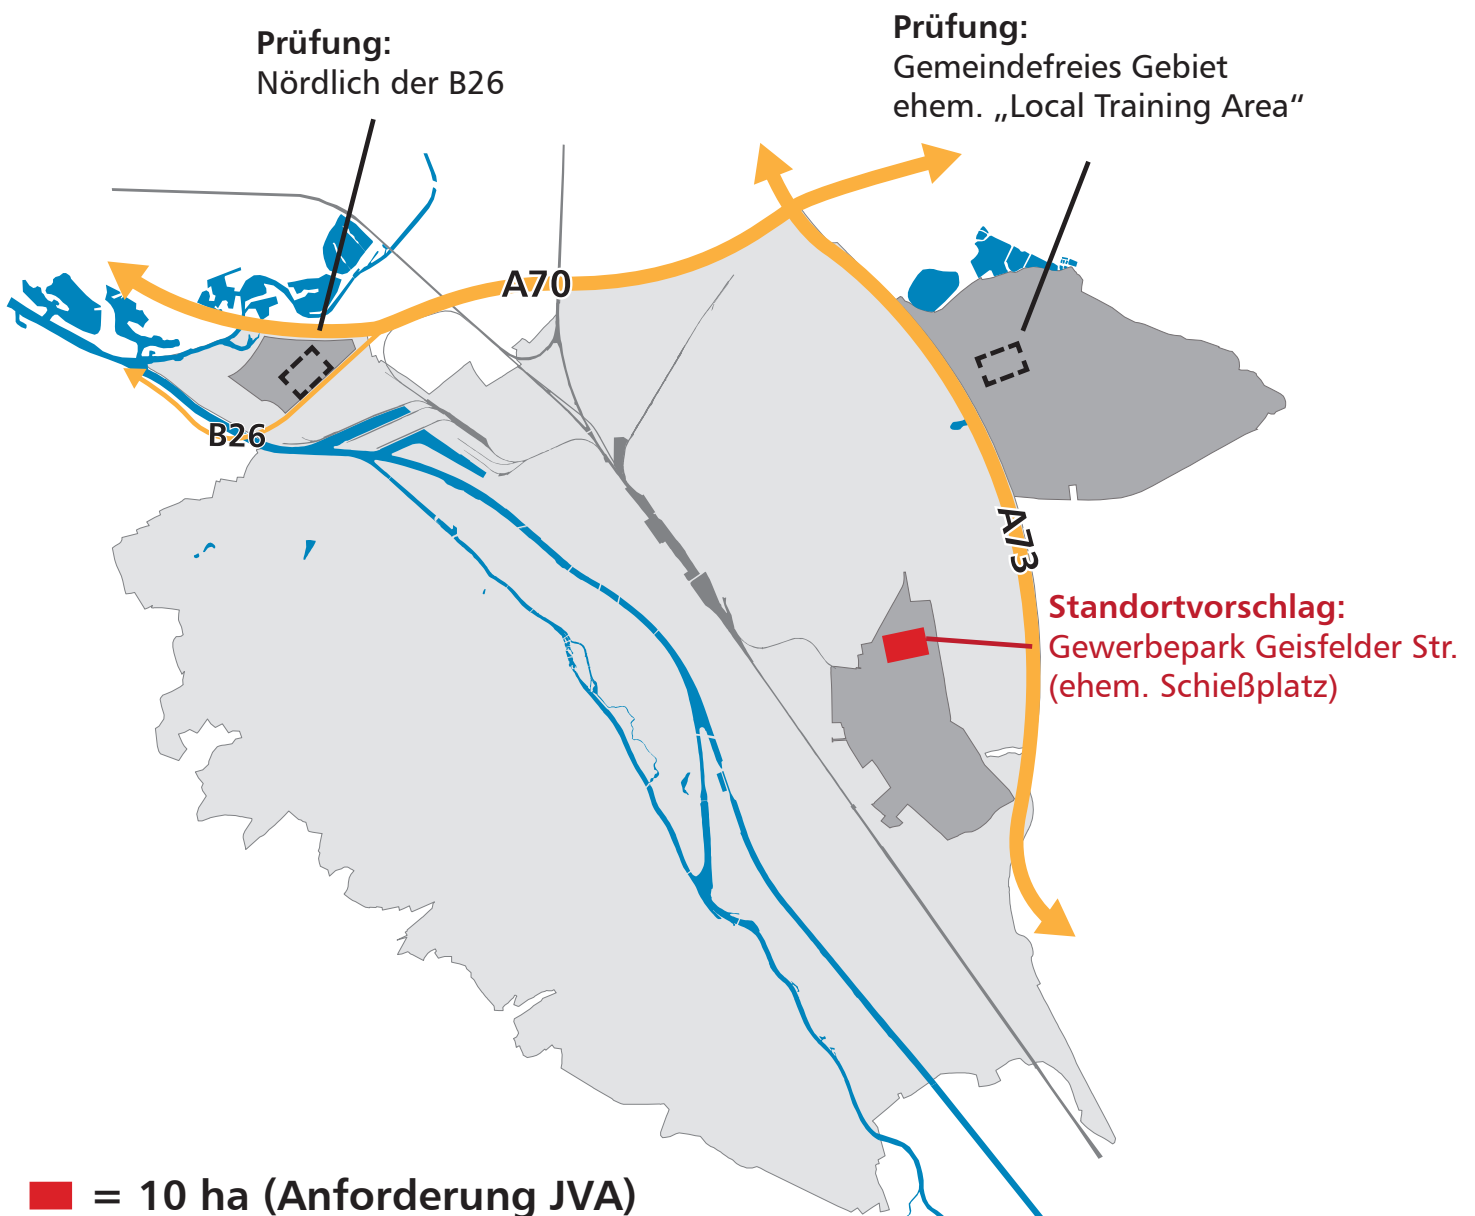 Prüfung:
Nördlich der B26
Prüfung:
Gemeindefreies Gebiet
ehem. „Local Training Area“
A70
B26
A73
Standortvorschlag:
Gewerbepark Geisfelder Str.
(ehem. Schießplatz)
= 10 ha (Anforderung JVA)